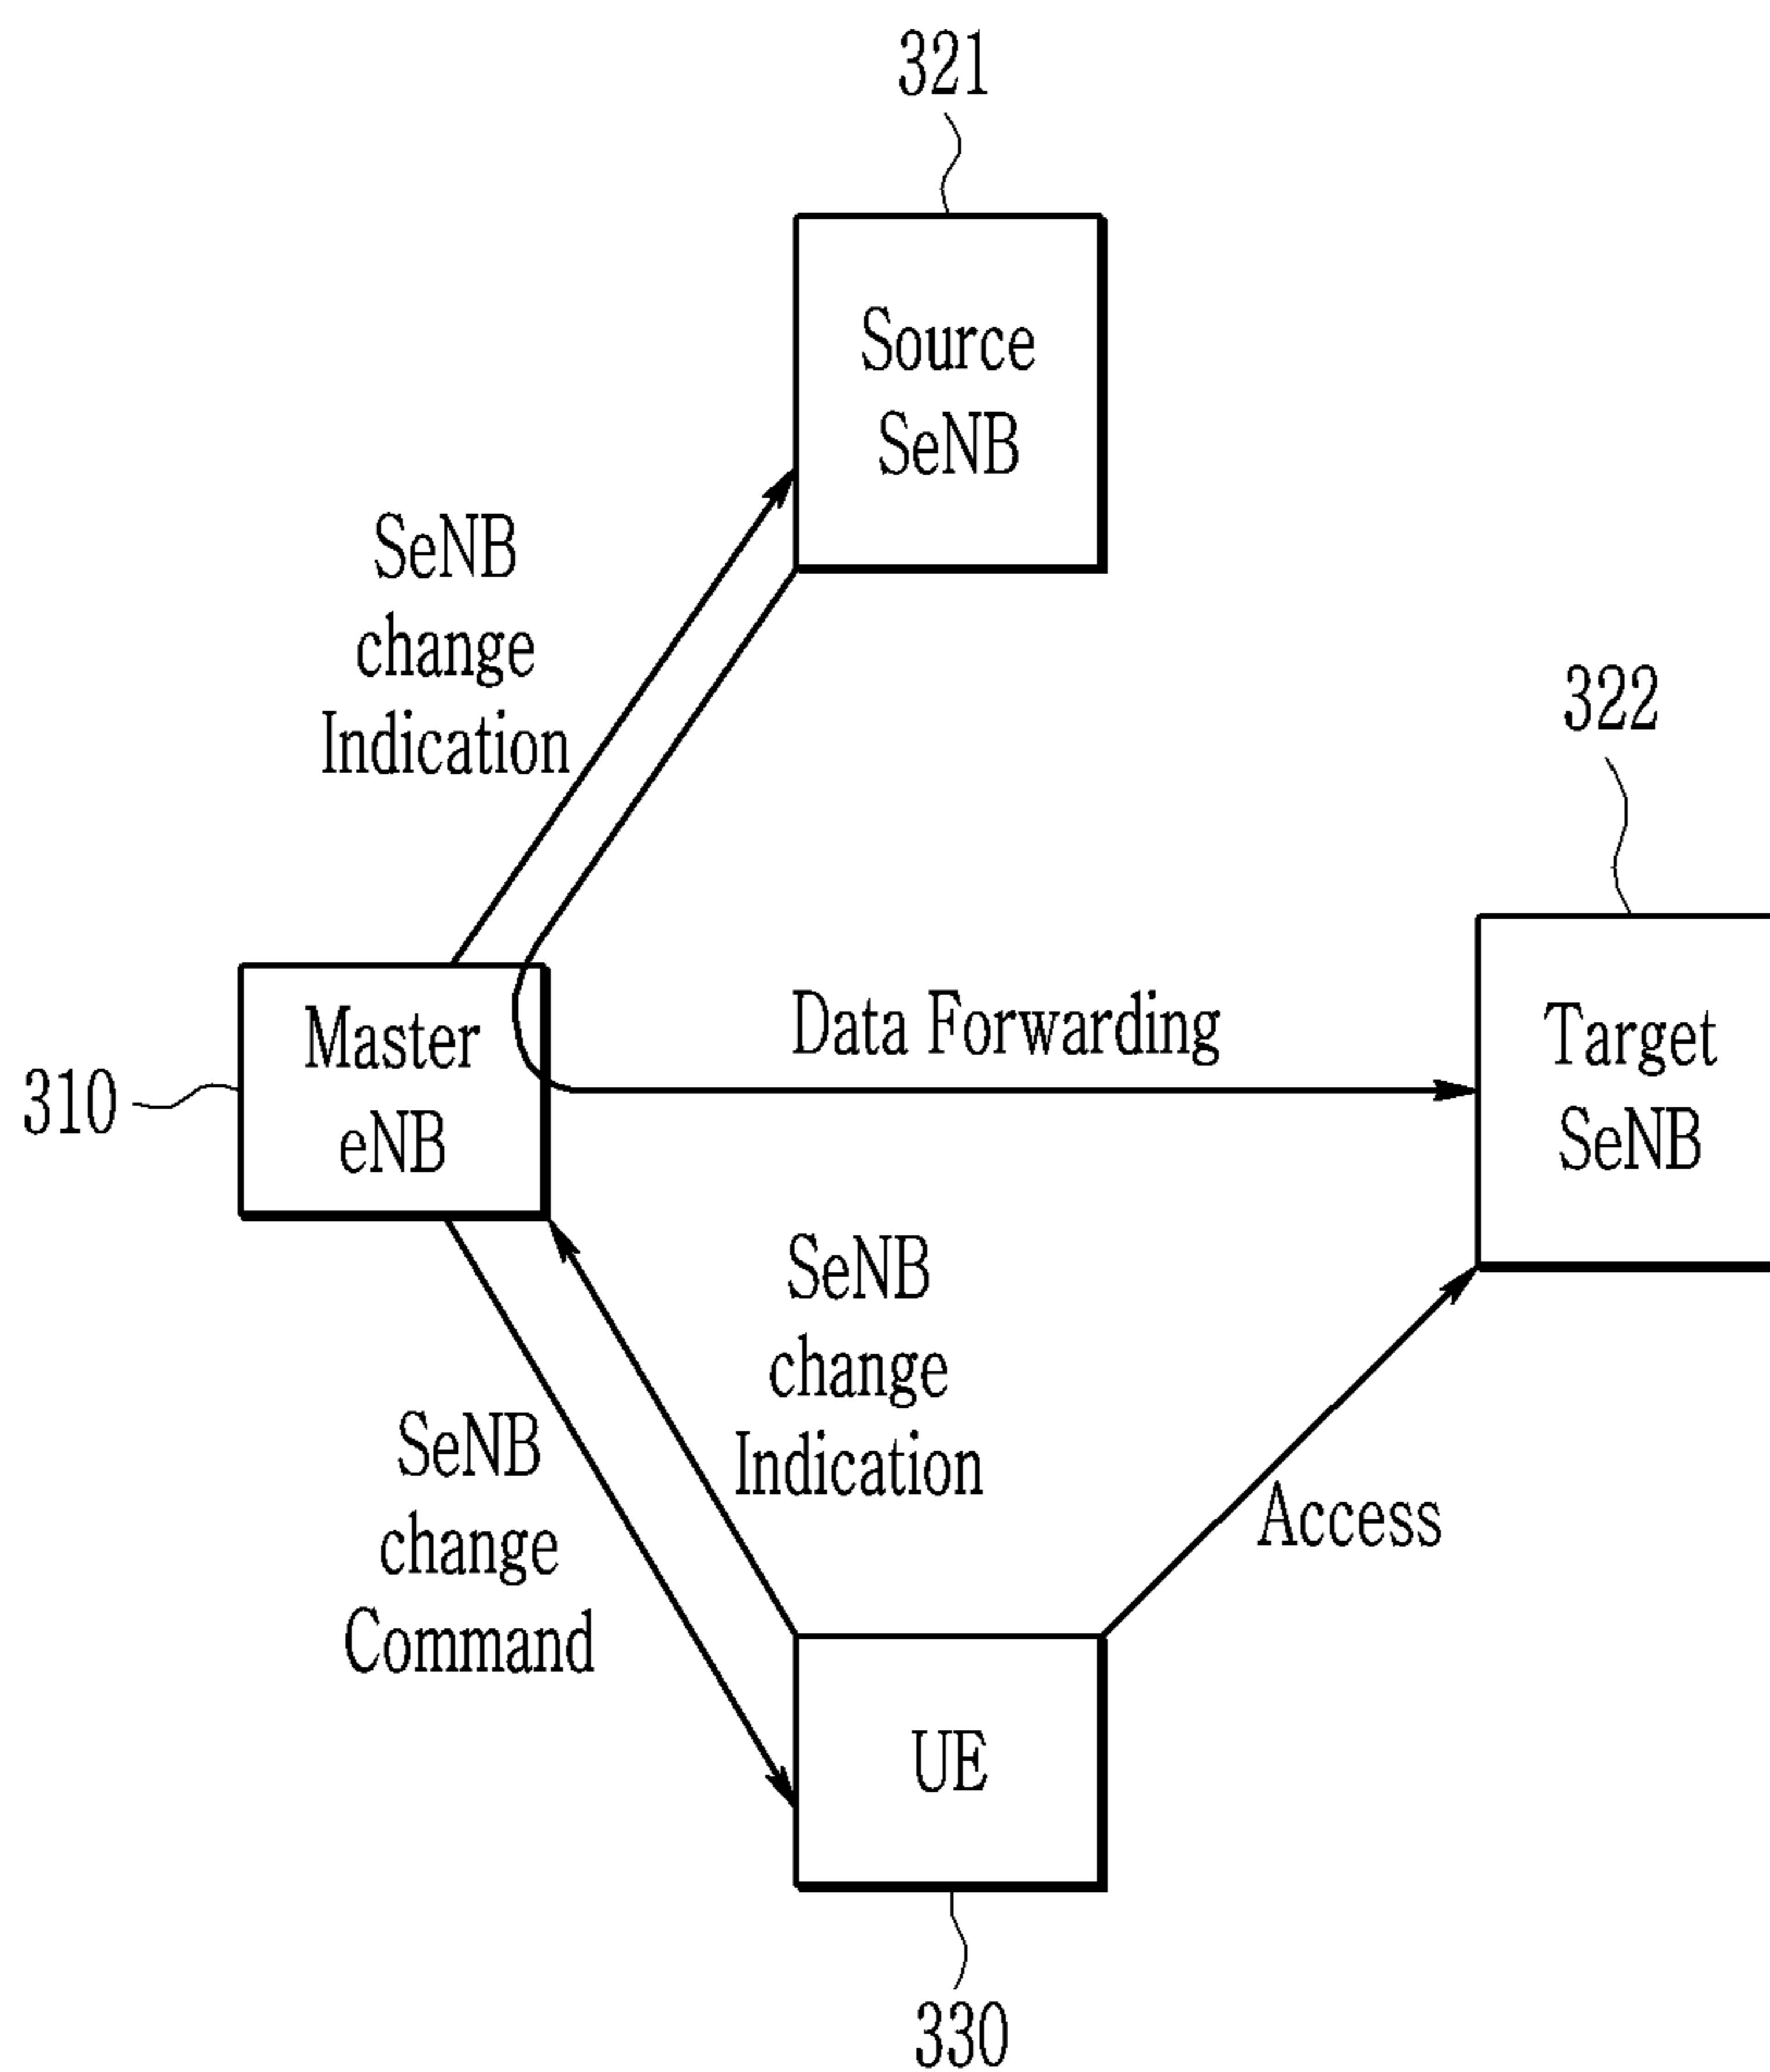 321
Source
SeNB
SeNB
change
Indication
322
Data Forwarding
Master
eNB
310
Target
SeNB
SeNB
change
Indication
SeNB
change
Command
Access
UE
330